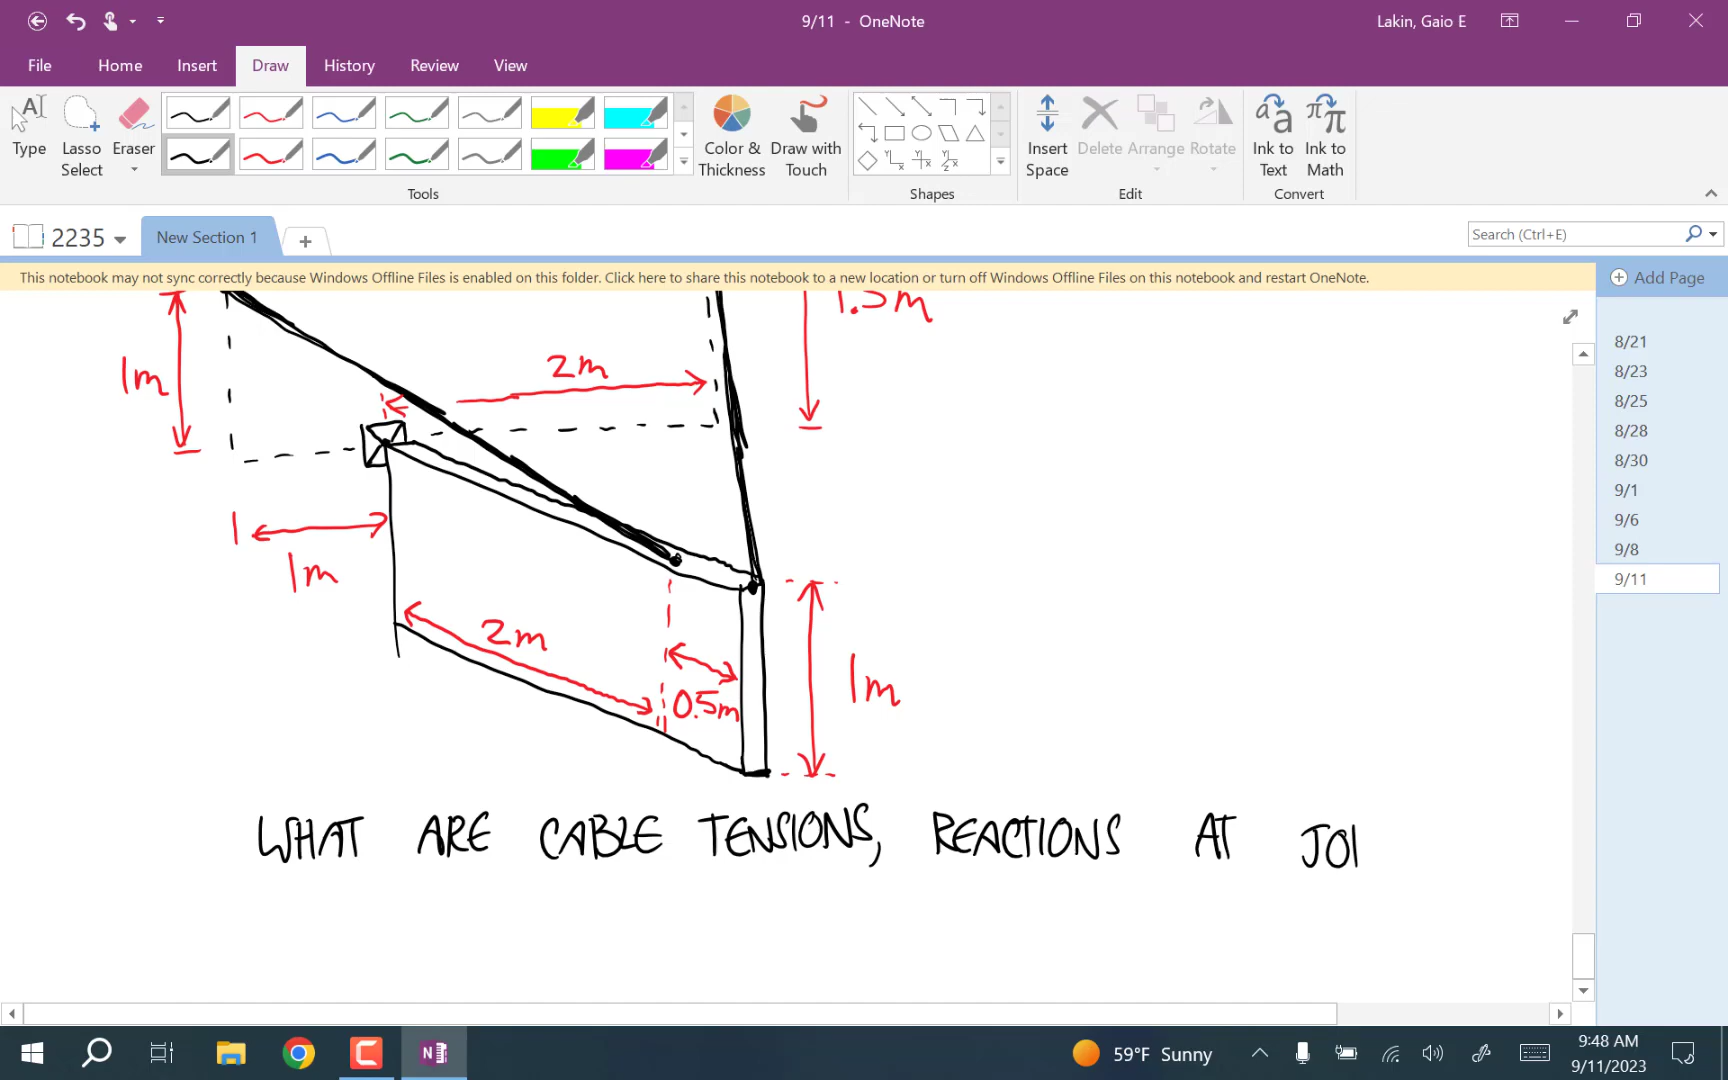 9/11 - OneNote
Lakin, Gaio E
File Home Insert Draw History Review View
Type
Lasso Select
Eraser
Color & Thickness
Draw with Touch
Insert Space
Delete
Arrange
Rotate
Ink to Text
Ink to Math
Tools
Shapes
Edit
Convert
2235
New Section 1
Search (Ctrl+E)
This notebook may not sync correctly because Windows Offline Files is enabled on this folder. Click here to share this notebook to a new location or turn off Windows Offline Files on this notebook and restart OneNote.
Add Page
8/21
8/23
8/25
8/28
8/30
9/1
9/6
9/8
9/11
1.5m
1m
2m
1m
2m
0.5m
1m
WHAT ARE CABLE TENSIONS, REACTIONS AT JOI
59°F Sunny
9:48 AM
9/11/2023